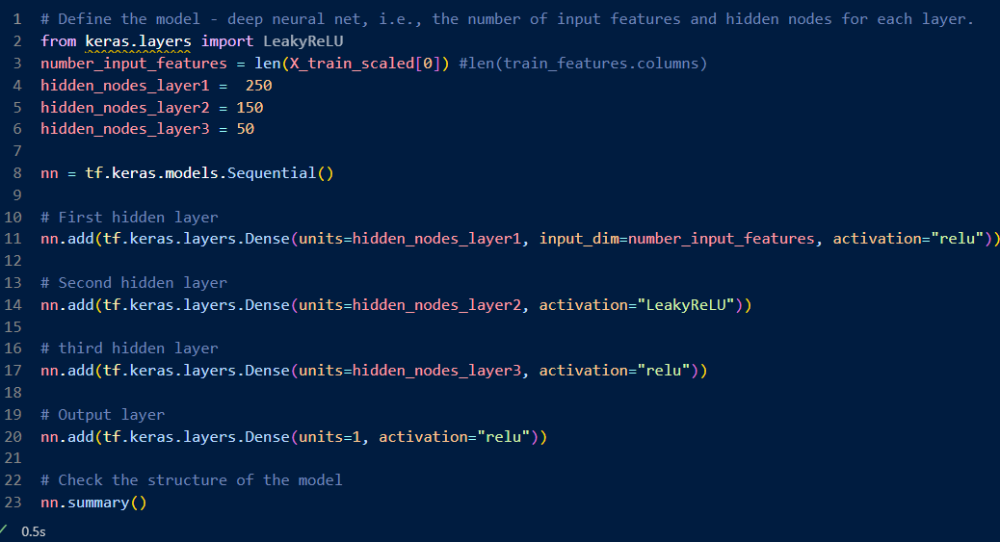 1 # Define the model - deep neural net, i.e., the number of input features and hidden nodes for each layer.
2 from keras.layers import LeakyReLU
3 number_input_features = len(X_train_scaled[0]) #len(train_features.columns)
4 hidden_nodes_layer1 =  250
5 hidden_nodes_layer2 = 150
6 hidden_nodes_layer3 = 50
7
8 nn = tf.keras.models.Sequential()
9
10 # First hidden layer
11 nn.add(tf.keras.layers.Dense(units=hidden_nodes_layer1, input_dim=number_input_features, activation="relu"))
12
13 # Second hidden layer
14 nn.add(tf.keras.layers.Dense(units=hidden_nodes_layer2, activation="LeakyReLU"))
15
16 # third hidden layer
17 nn.add(tf.keras.layers.Dense(units=hidden_nodes_layer3, activation="relu"))
18
19 # Output layer
20 nn.add(tf.keras.layers.Dense(units=1, activation="relu"))
21
22 # Check the structure of the model
23 nn.summary()
✓ 0.5s